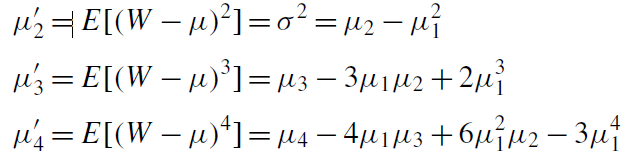 μ′₂ = E[(W − μ)²] = σ² = μ₂ − μ₁²
μ′₃ = E[(W − μ)³] = μ₃ − 3μ₁μ₂ + 2μ₁³
μ′₄ = E[(W − μ)⁴] = μ₄ − 4μ₁μ₃ + 6μ₁²μ₂ − 3μ₁⁴